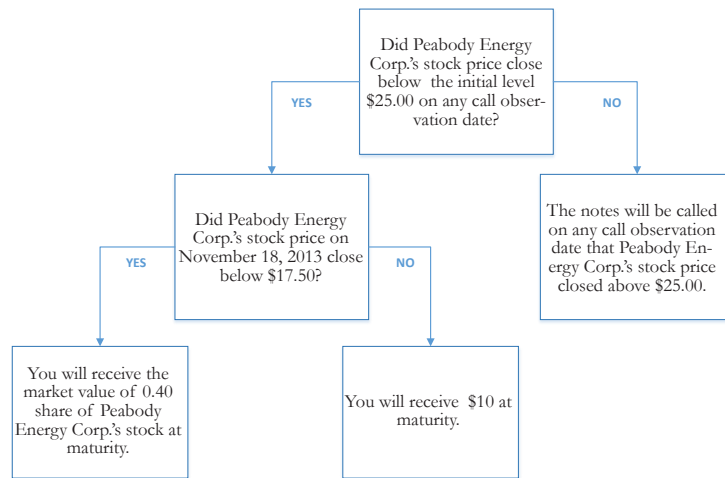 Did Peabody Energy
Corp.'s stock price close
below the initial level
$25.00 on any call obser-
vation date?
YES
NO
Did Peabody Energy
Corp.'s stock price on
November 18, 2013 close
below $17.50?
The notes will be called
on any call observation
date that Peabody En-
ergy Corp.'s stock price
closed above $25.00.
YES
NO
You will receive the
market value of 0.40
share of Peabody
Energy Corp.'s stock at
maturity.
You will receive $10 at
maturity.